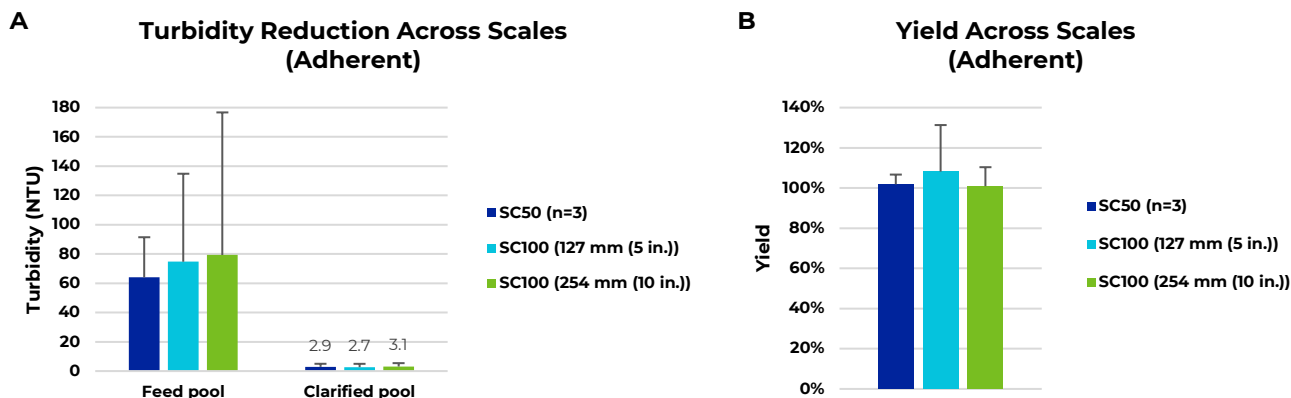 A
Turbidity Reduction Across Scales
(Adherent)
Turbidity (NTU)
180
160
140
120
100
80
60
40
20
0
2.9
2.7
3.1
Feed pool
Clarified pool
SC50 (n=3)
SC100 (127 mm (5 in.))
SC100 (254 mm (10 in.))
B
Yield Across Scales
(Adherent)
Yield
140%
120%
100%
80%
60%
40%
20%
0%
SC50 (n=3)
SC100 (127 mm (5 in.))
SC100 (254 mm (10 in.))